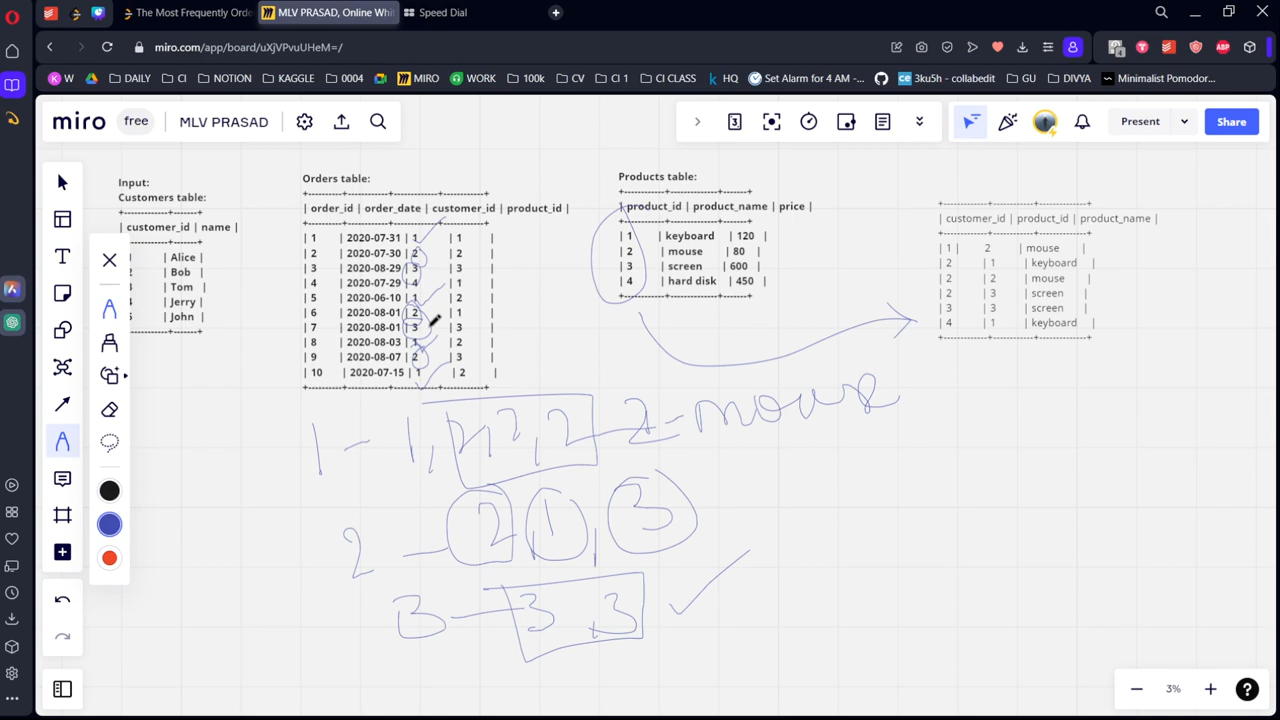 The Most Frequently Orde
MLV PRASAD, Online Whit
Speed Dial
miro.com/app/board/uXjVPvuUHeM=/
W
DAILY
CI
NOTION
KAGGLE
0004
MIRO
WORK
100k
CV
CI 1
CI CLASS
HQ
Set Alarm for 4 AM -...
3ku5h - collabedit
GU
DIVYA
Minimalist Pomodor...
miro
free
MLV PRASAD
3
Present
Share
Input:
Customers table:
+-------------+-------+
| customer_id | name |
| Alice
| Bob
| Tom
| Jerry
| John
Orders table:
| order_id | order_date | customer_id | product_id |
| 1 | 2020-07-31 | 1 | 1 |
| 2 | 2020-07-30 | 2 | 2 |
| 3 | 2020-08-29 | 3 | 3 |
| 4 | 2020-07-29 | 4 | 1 |
| 5 | 2020-06-10 | 1 | 2 |
| 6 | 2020-08-01 | 2 | 1 |
| 7 | 2020-08-01 | 3 | 3 |
| 8 | 2020-08-03 | 1 | 2 |
| 9 | 2020-08-07 | 2 | 3 |
| 10 | 2020-07-15 | 1 | 2 |
Products table:
| product_id | product_name | price |
| 1 | keyboard | 120 |
| 2 | mouse | 80 |
| 3 | screen | 600 |
| 4 | hard disk | 450 |
| customer_id | product_id | product_name |
| 1 | 2 | mouse |
| 2 | 1 | keyboard |
| 2 | 2 | mouse |
| 2 | 3 | screen |
| 3 | 3 | screen |
| 4 | 1 | keyboard |
1 - 1, 2, 2, 2 - 2 - mouse
2 - 2 1, 3
3 - 3, 3
3%